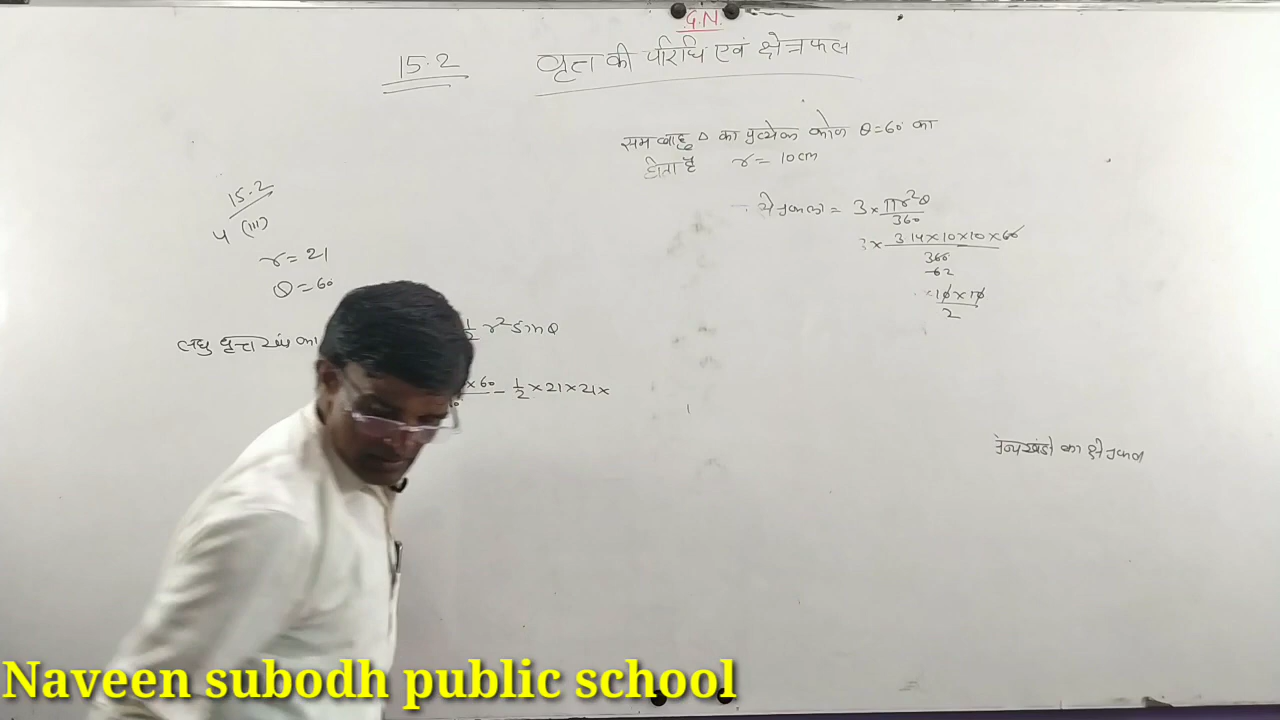 G.N.
15.2 वृत्त की परिधि एवं क्षेत्रफल
सम बाहु Δ का प्रत्येक कोण θ=60° का
होता है r = 10cm
क्षेत्रफल = 3 × πr²θ / 360
3 × 3.14×10×10×60 / 360
×10×10 / 2
15.2
4 (iii)
r = 21
θ = 60
लघु वृत्तखंड का
1/2 r² sin θ
×60 - 1/2 ×21×21×
का क्षेत्रफल
Naveen subodh public school